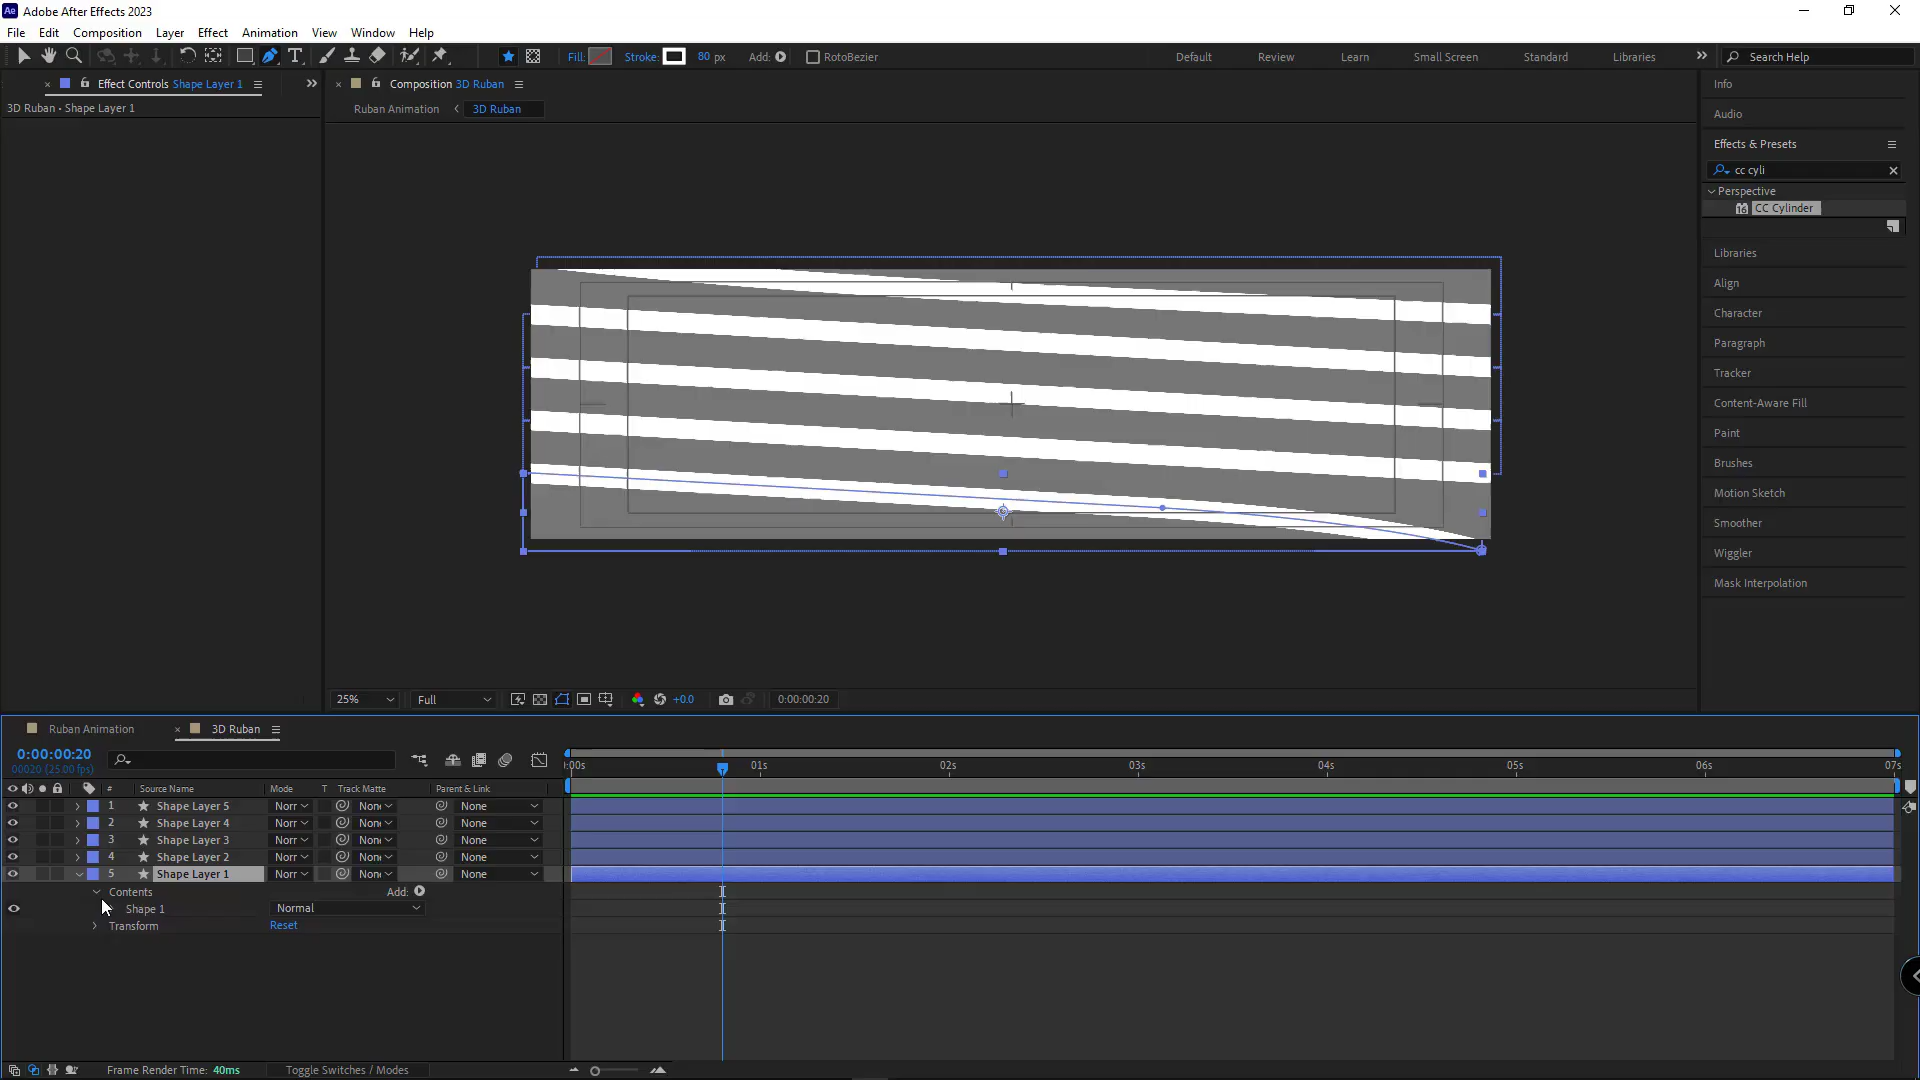 Ae Adobe After Effects 2023
File Edit Composition Layer Effect Animation View Window Help
Fill: Stroke: 80 px Add: RotoBezier Default Review Learn Small Screen Standard Libraries Search Help
Effect Controls Shape Layer 1
3D Ruban • Shape Layer 1
Composition 3D Ruban
Ruban Animation 3D Ruban
Info
Audio
Effects & Presets
cc cyli
Perspective
16 CC Cylinder
Libraries
Align
Character
Paragraph
Tracker
Content-Aware Fill
Paint
Brushes
Motion Sketch
Smoother
Wiggler
Mask Interpolation
25% Full +0.0 0:00:00:20
Ruban Animation 3D Ruban
0:00:00:20
00020 (25.00 fps)
:00s 01s 02s 03s 04s 05s 06s 07s
# Source Name Mode T Track Matte Parent & Link
1 Shape Layer 5 Norr None None
2 Shape Layer 4 Norr None None
3 Shape Layer 3 Norr None None
4 Shape Layer 2 Norr None None
5 Shape Layer 1 Norr None None
Contents Add:
Shape 1 Normal
Transform Reset
Frame Render Time: 40ms Toggle Switches / Modes